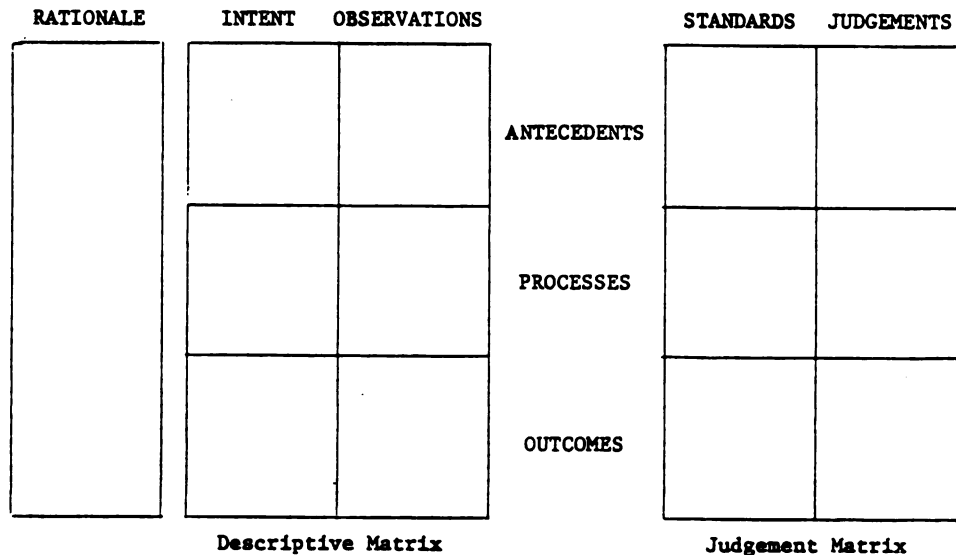 RATIONALE INTENT OBSERVATIONS STANDARDS JUDGEMENTS
ANTECEDENTS
PROCESSES
OUTCOMES
Descriptive Matrix Judgement Matrix